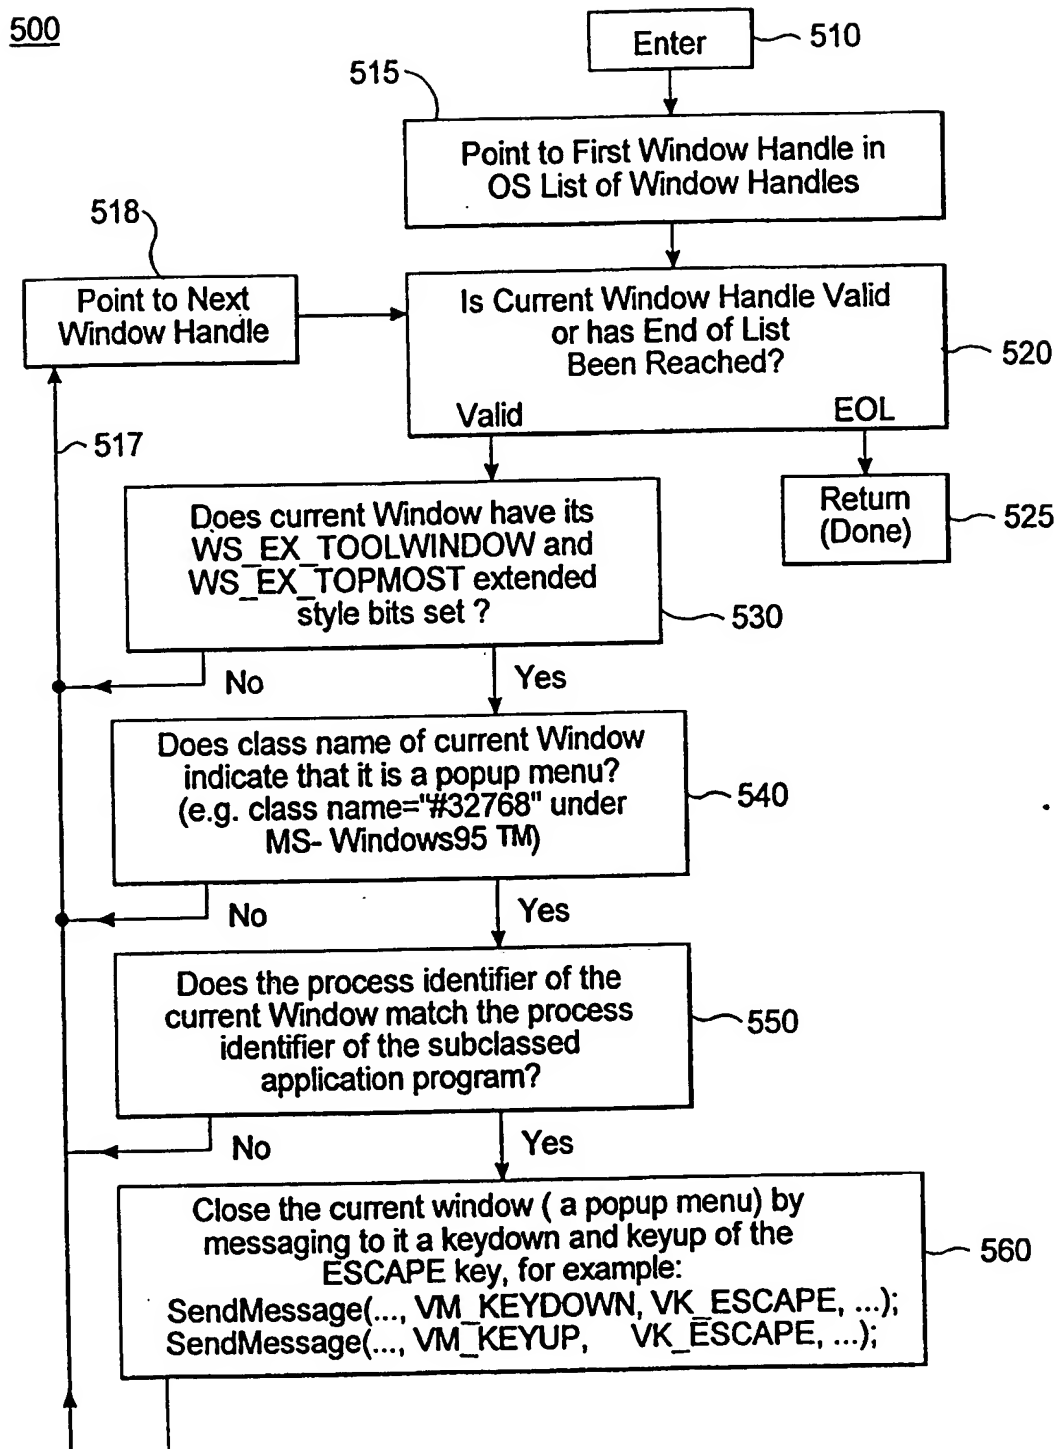 500
Enter
510
515
Point to First Window Handle in
OS List of Window Handles
518
Point to Next
Window Handle
Is Current Window Handle Valid
or has End of List
Been Reached?
Valid
EOL
520
517
Return
(Done)
525
Does current Window have its
WS_EX_TOOLWINDOW and
WS_EX_TOPMOST extended
style bits set ?
530
No
Yes
Does class name of current Window
indicate that it is a popup menu?
(e.g. class name="#32768" under
MS- Windows95 TM)
540
No
Yes
Does the process identifier of the
current Window match the process
identifier of the subclassed
application program?
550
No
Yes
Close the current window ( a popup menu) by
messaging to it a keydown and keyup of the
ESCAPE key, for example:
SendMessage(..., VM_KEYDOWN, VK_ESCAPE, ...);
SendMessage(..., VM_KEYUP, VK_ESCAPE, ...);
560